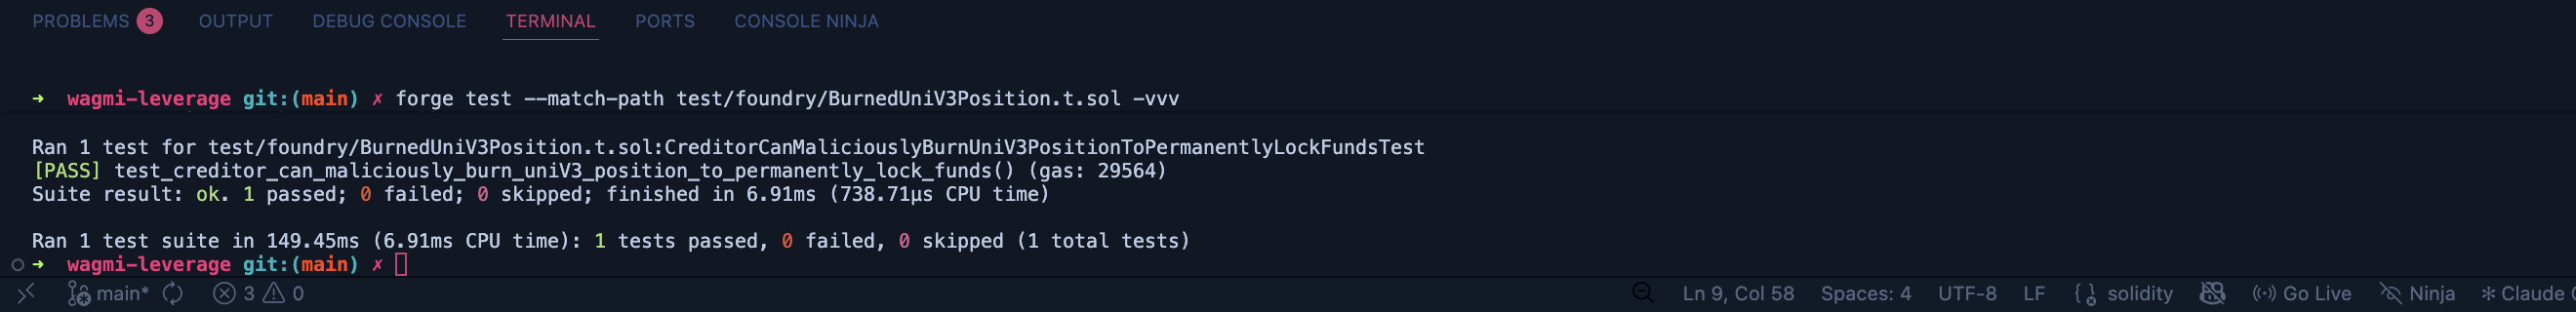 PROBLEMS 3 OUTPUT DEBUG CONSOLE TERMINAL PORTS CONSOLE NINJA
➜ wagmi-leverage git:(main) ✗ forge test --match-path test/foundry/BurnedUniV3Position.t.sol -vvv
Ran 1 test for test/foundry/BurnedUniV3Position.t.sol:CreditorCanMaliciouslyBurnUniV3PositionToPermanentlyLockFundsTest
[PASS] test_creditor_can_maliciously_burn_uniV3_position_to_permanently_lock_funds() (gas: 29564)
Suite result: ok. 1 passed; 0 failed; 0 skipped; finished in 6.91ms (738.71µs CPU time)
Ran 1 test suite in 149.45ms (6.91ms CPU time): 1 tests passed, 0 failed, 0 skipped (1 total tests)
➜ wagmi-leverage git:(main) ✗
main* 3 0 Ln 9, Col 58 Spaces: 4 UTF-8 LF solidity Go Live Ninja Claude